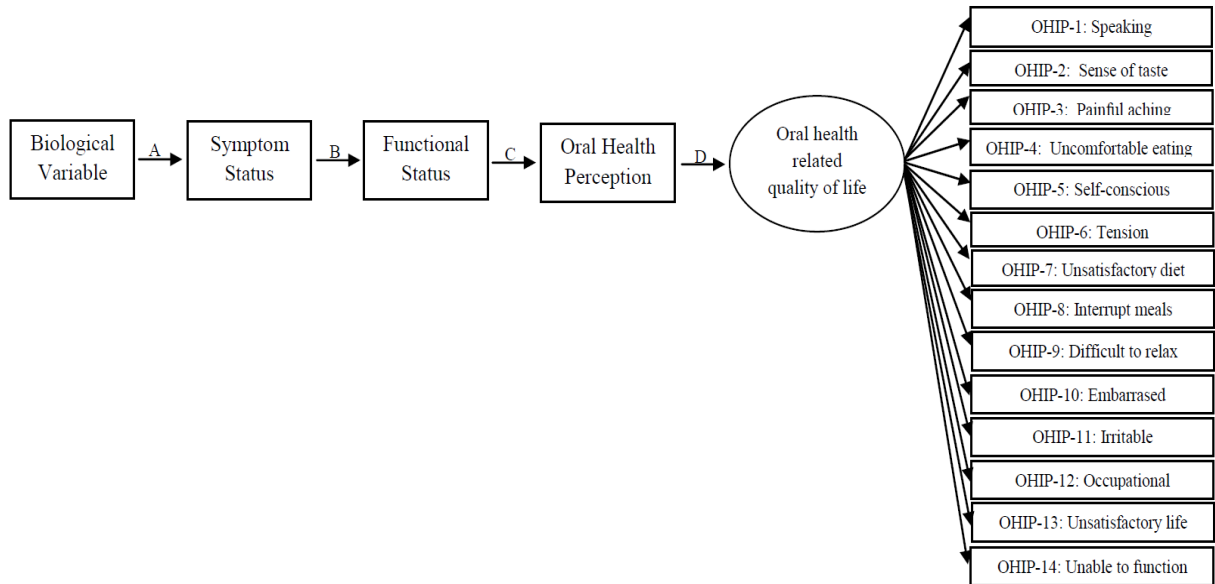 Biological
Variable
A
Symptom
Status
B
Functional
Status
C
Oral Health
Perception
D
Oral health
related
quality of life
OHIP-1: Speaking
OHIP-2: Sense of taste
OHIP-3: Painful aching
OHIP-4: Uncomfortable eating
OHIP-5: Self-conscious
OHIP-6: Tension
OHIP-7: Unsatisfactory diet
OHIP-8: Interrupt meals
OHIP-9: Difficult to relax
OHIP-10: Embarrased
OHIP-11: Irritable
OHIP-12: Occupational
OHIP-13: Unsatisfactory life
OHIP-14: Unable to function